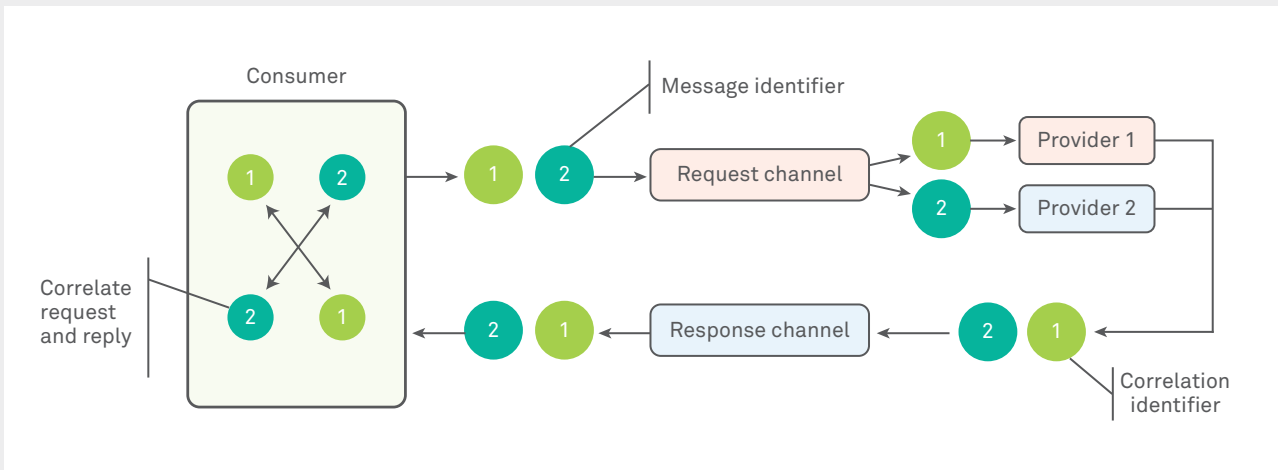 Consumer
Message identifier
1
2
1
2
Request channel
1
Provider 1
2
Provider 2
Correlate
request
and reply
2
1
2
1
Response channel
2
1
Correlation
identifier